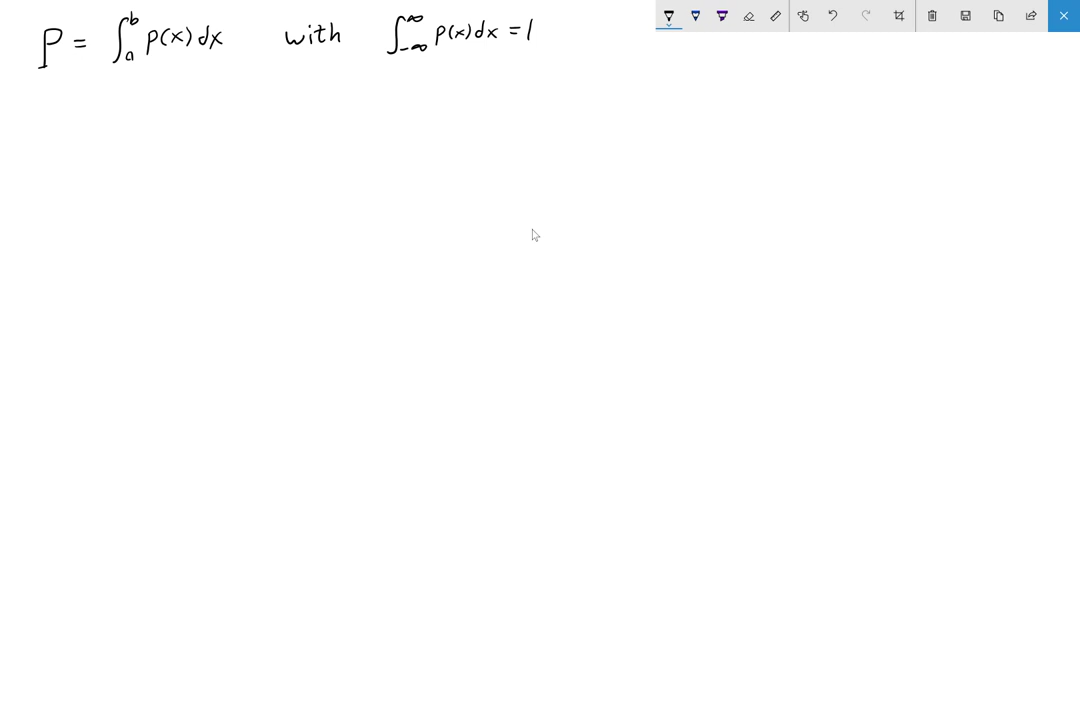 P = ∫_a^b p(x) dx with ∫_{-∞}^{∞} p(x) dx = 1